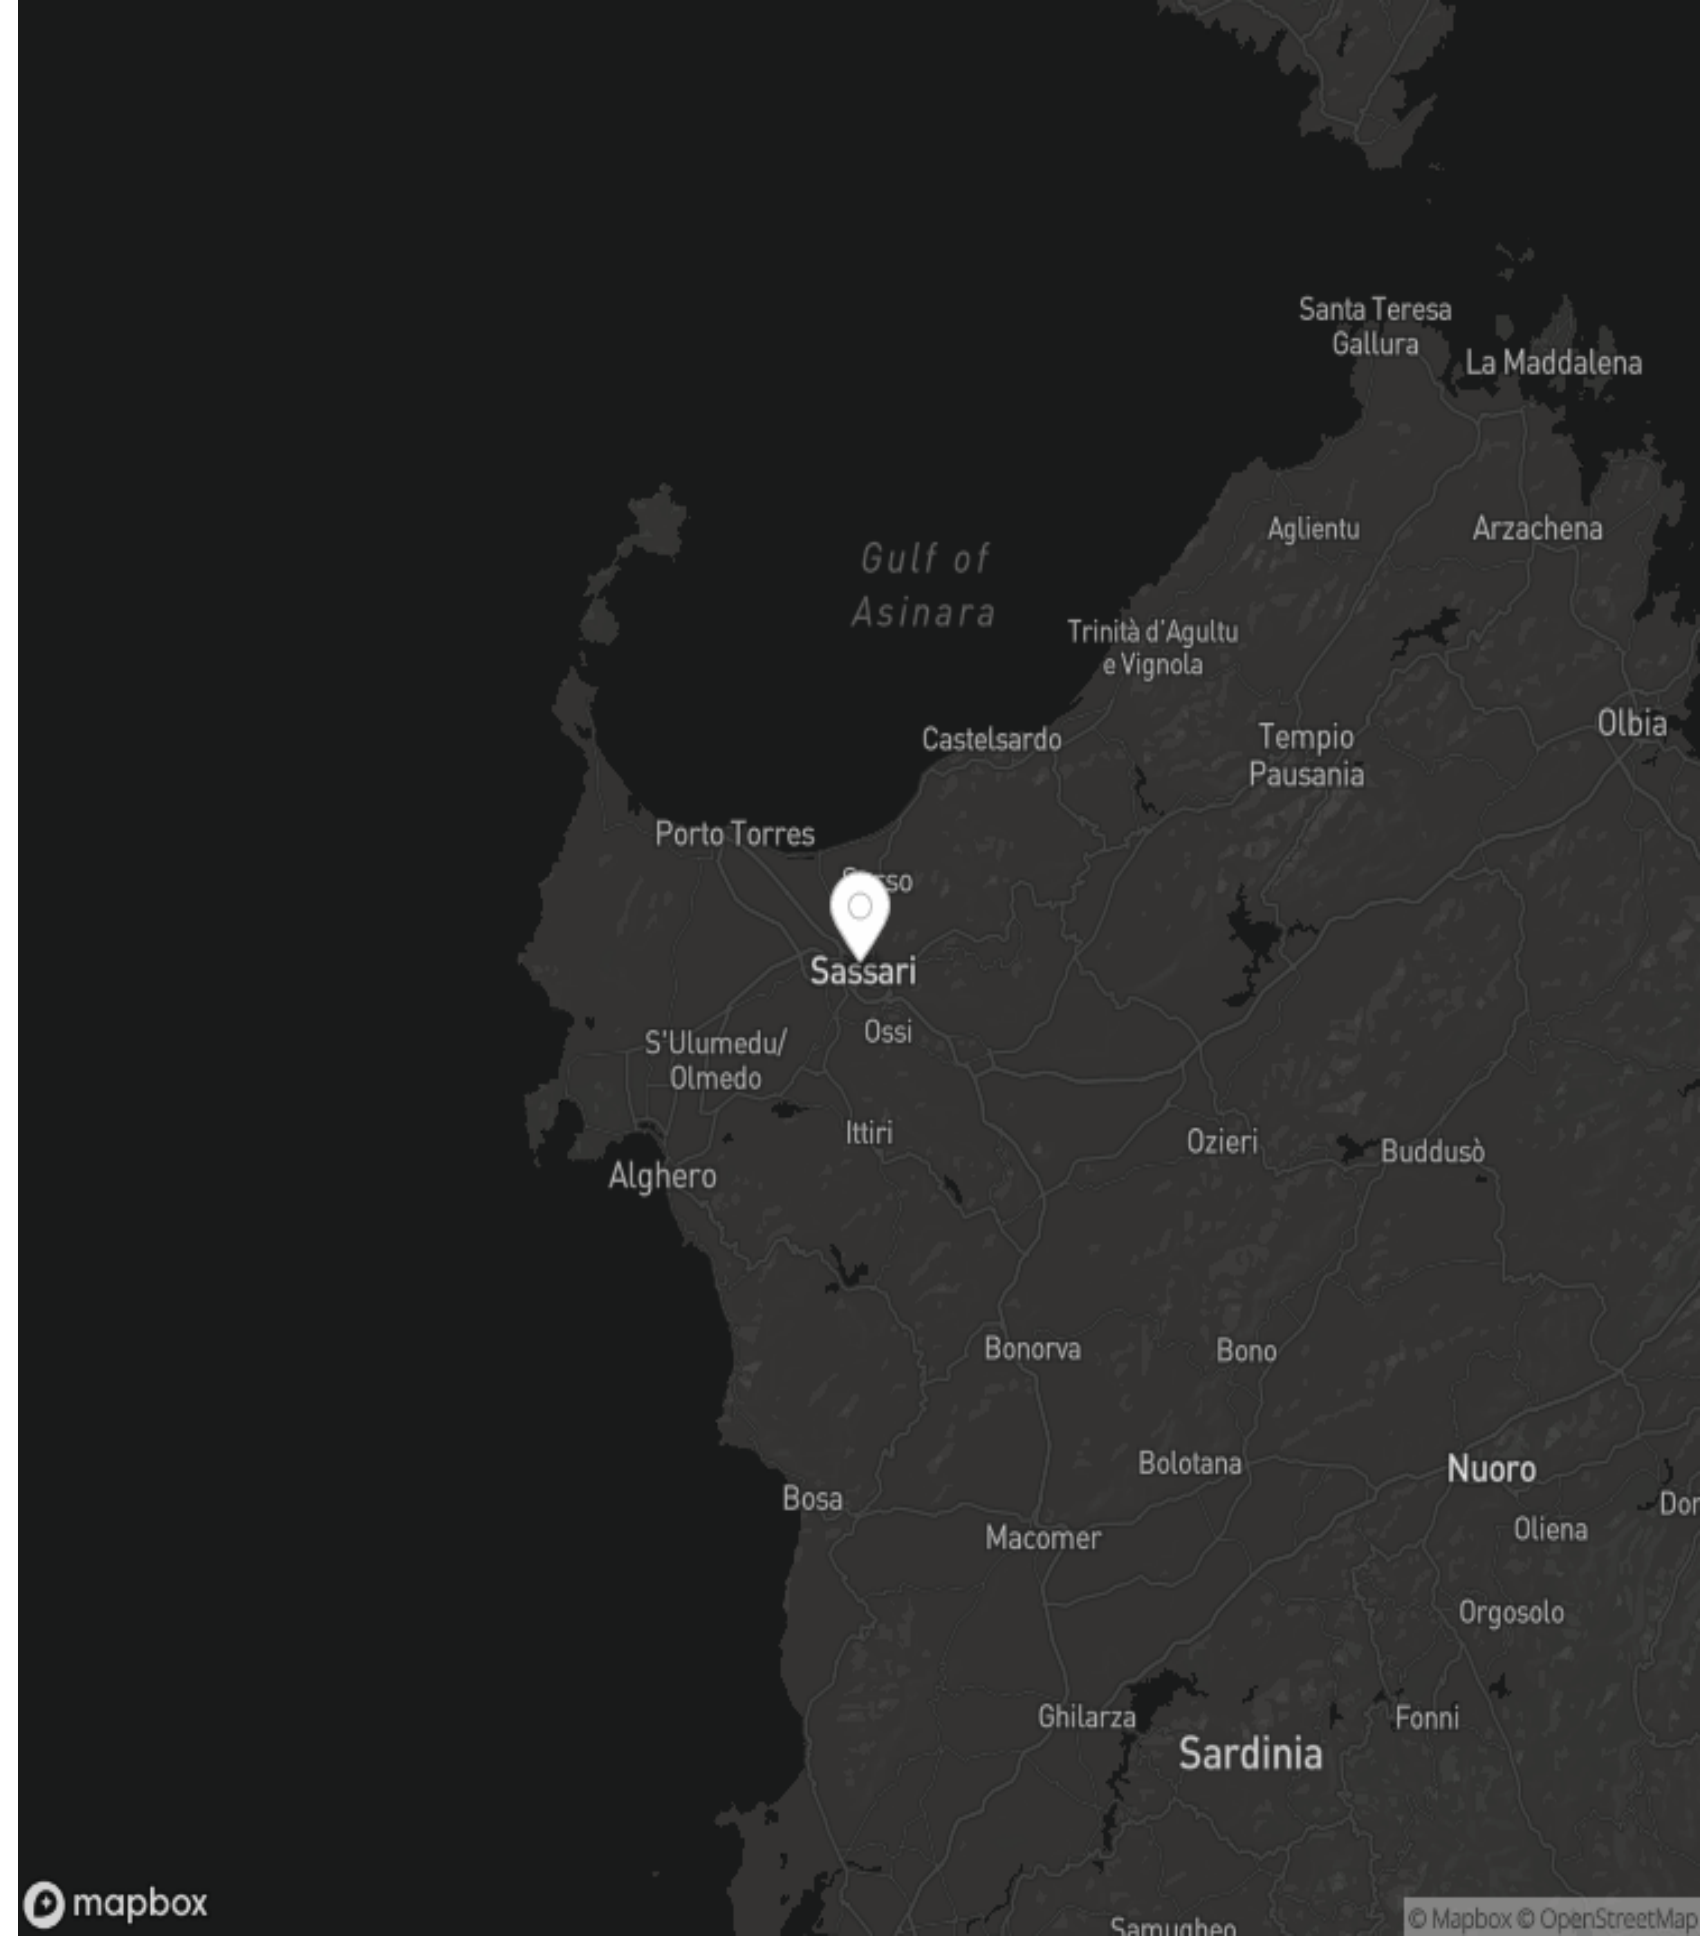 Santa Teresa
Gallura
La Maddalena
Gulf of
Asinara
Aglientu
Arzachena
Trinità d'Agultu
e Vignola
Castelsardo
Tempio
Pausania
Olbia
Porto Torres
Sassari
Ossi
S'Ulumedu/
Olmedo
Ittiri
Ozieri
Buddusò
Alghero
Bonorva
Bono
Bolotana
Nuoro
Bosa
Dor
Oliena
Macomer
Orgosolo
Ghilarza
Fonni
Sardinia
mapbox
© Mapbox © OpenStreetMap
Samugheo